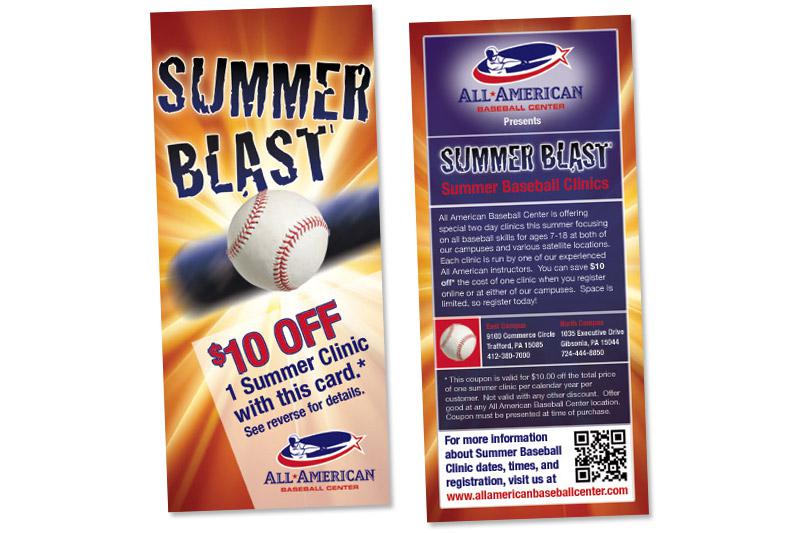 SUMMER
BLAST
$10 OFF
1 Summer Clinic
with this card.*
See reverse for details.
ALL★AMERICAN
BASEBALL CENTER
ALL★AMERICAN
BASEBALL CENTER
Presents
SUMMER BLAST
Summer Baseball Clinics
All American Baseball Center is offering
special two day clinics this summer focusing
on all baseball skills for ages 7-18 at both of
our campuses and various satellite locations.
Each clinic is run by one of our experienced
All American instructors. You can save $10
off* the cost of one clinic when you register
online or at either of our campuses. Space is
limited, so register today!
East Campus
9160 Commerce Circle
Trafford, PA 15085
412-380-7000
North Campus
1035 Executive Drive
Gibsonia, PA 15044
724-444-8850
* This coupon is valid for $10.00 off the total price
of one summer clinic per calendar year per
customer. Not valid with any other discount. Offer
good at any All American Baseball Center location.
Coupon must be presented at time of purchase.
For more information
about Summer Baseball
Clinic dates, times, and
registration, visit us at
www.allamericanbaseballcenter.com